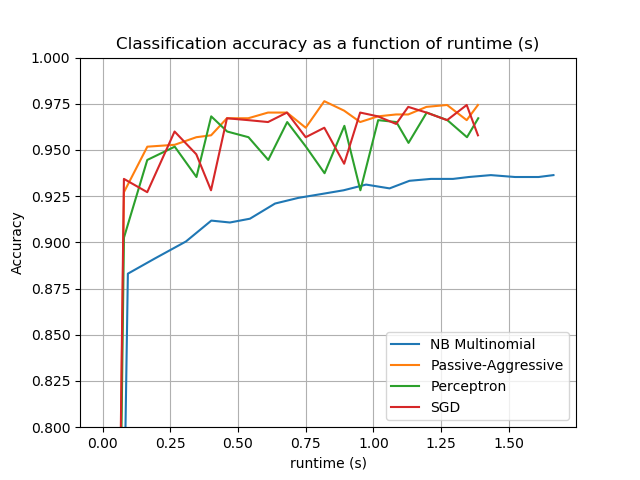 Classification accuracy as a function of runtime (s)
1.000
0.975
0.950
0.925
0.900
0.875
0.850
0.825
0.800
Accuracy
NB Multinomial
Passive-Aggressive
Perceptron
SGD
0.00 0.25 0.50 0.75 1.00 1.25 1.50
runtime (s)